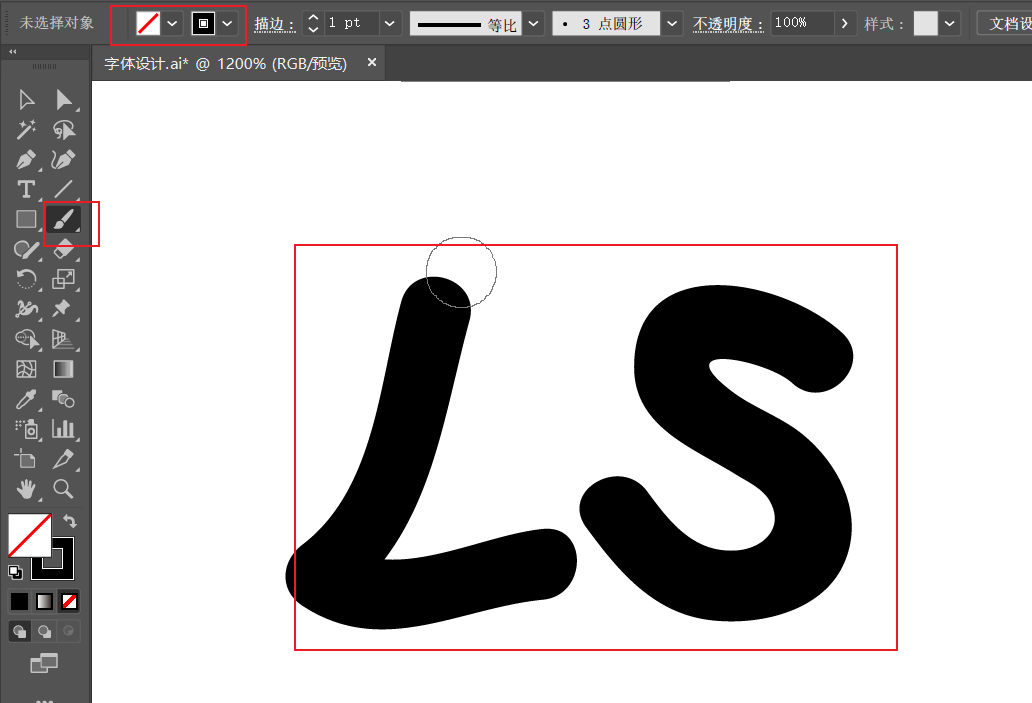 未选择对象 描边： 1 pt 等比 3 点圆形 不透明度： 100% 样式： 文档设
字体设计.ai* @ 1200% (RGB/预览) ×
LS